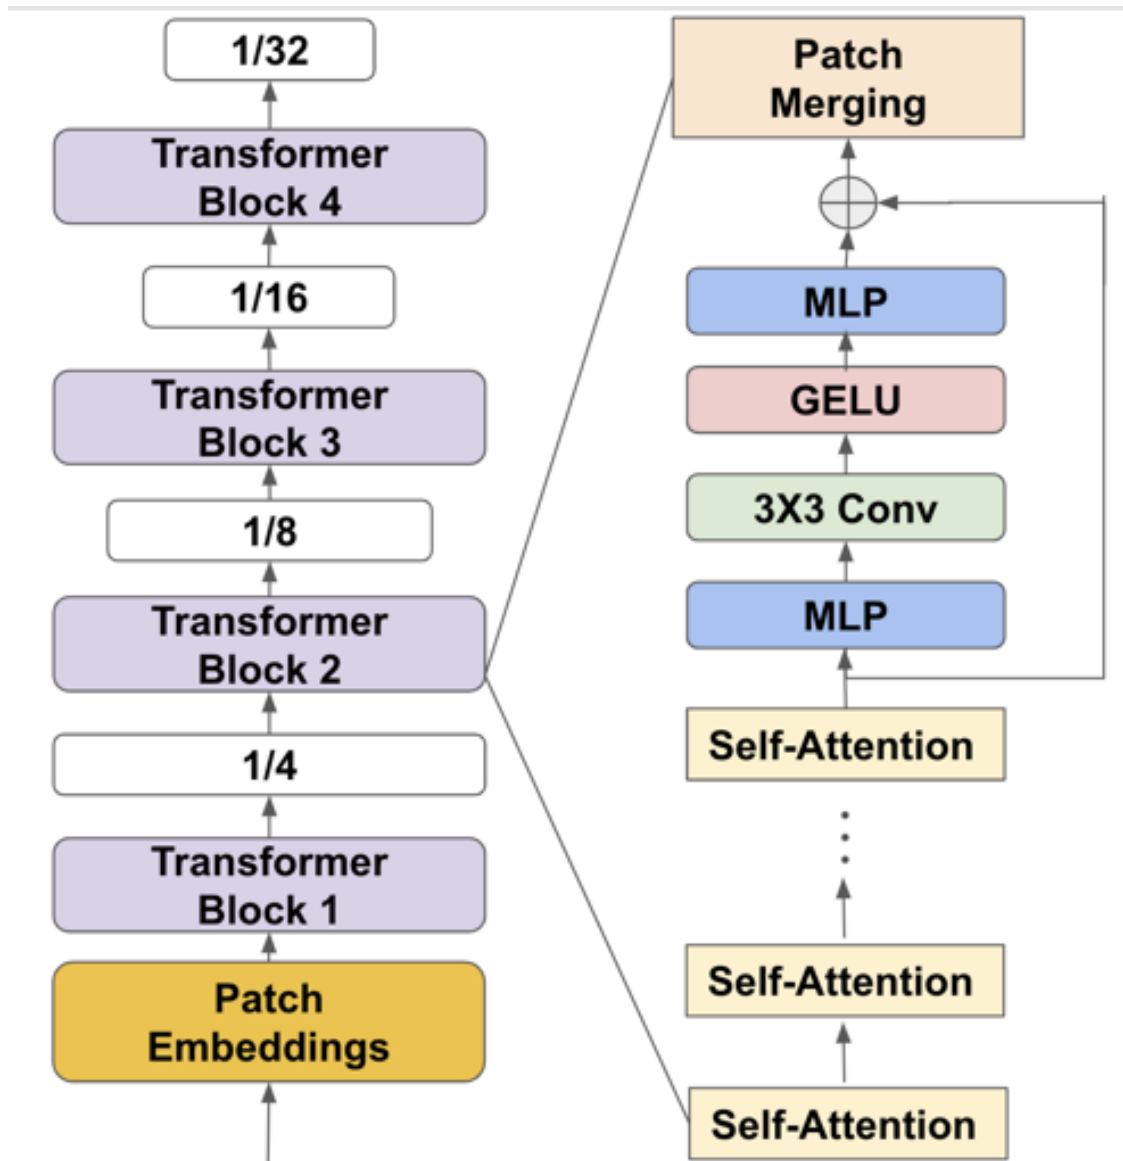 1/32
Transformer
Block 4
1/16
Transformer
Block 3
1/8
Transformer
Block 2
1/4
Transformer
Block 1
Patch
Embeddings
Patch
Merging
MLP
GELU
3X3 Conv
MLP
Self-Attention
Self-Attention
Self-Attention